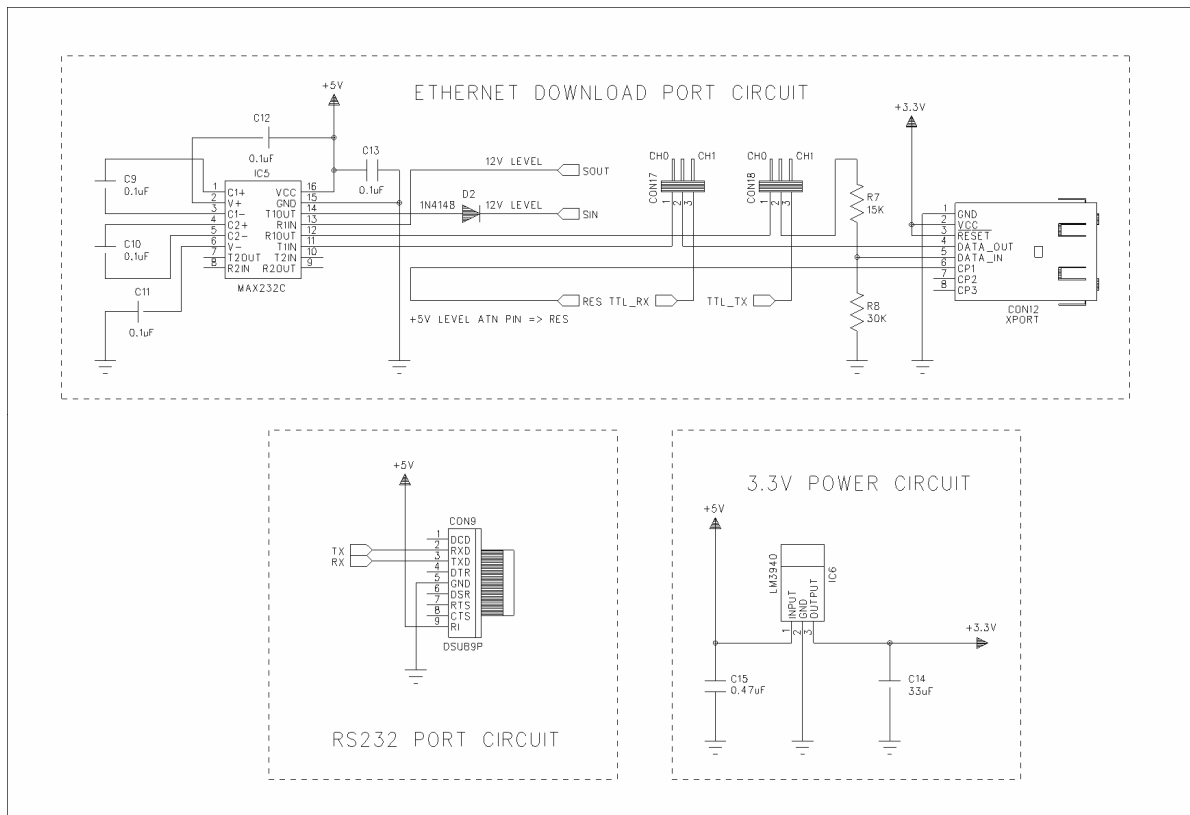 ETHERNET DOWNLOAD PORT CIRCUIT
+5V
C12
0.1uF
C13
0.1uF
C9
0.1uF
C10
0.1uF
C11
0.1uF
IC5
1 C1+ VCC 16
2 V+ GND 15
3 C1- T1OUT 14
4 C2+ R1IN 13
5 C2- R1OUT 12
6 V- T1IN 11
7 T2OUT T2IN 10
8 R2IN R2OUT 9
MAX232C
12V LEVEL
SOUT
D2
1N4148
12V LEVEL
SIN
CH0 CH1
CON17
1 2 3
CH0 CH1
CON18
1 2 3
RES
TTL_RX
TTL_TX
+5V LEVEL ATN PIN => RES
R7
15K
R8
30K
+3.3V
1 GND
2 VCC
3 RESET
4 DATA_OUT
5 DATA_IN
6 CP1
7 CP2
8 CP3
CON12
XPORT
+5V
CON9
TX
RX
1 DCD
2 RXD
3 TXD
4 DTR
5 GND
6 DSR
7 RTS
8 CTS
9 RI
DSUB9P
RS232 PORT CIRCUIT
3.3V POWER CIRCUIT
+5V
LM3940
IC6
INPUT
GND
OUTPUT
1 2 3
+3.3V
C15
0.47uF
C14
33uF